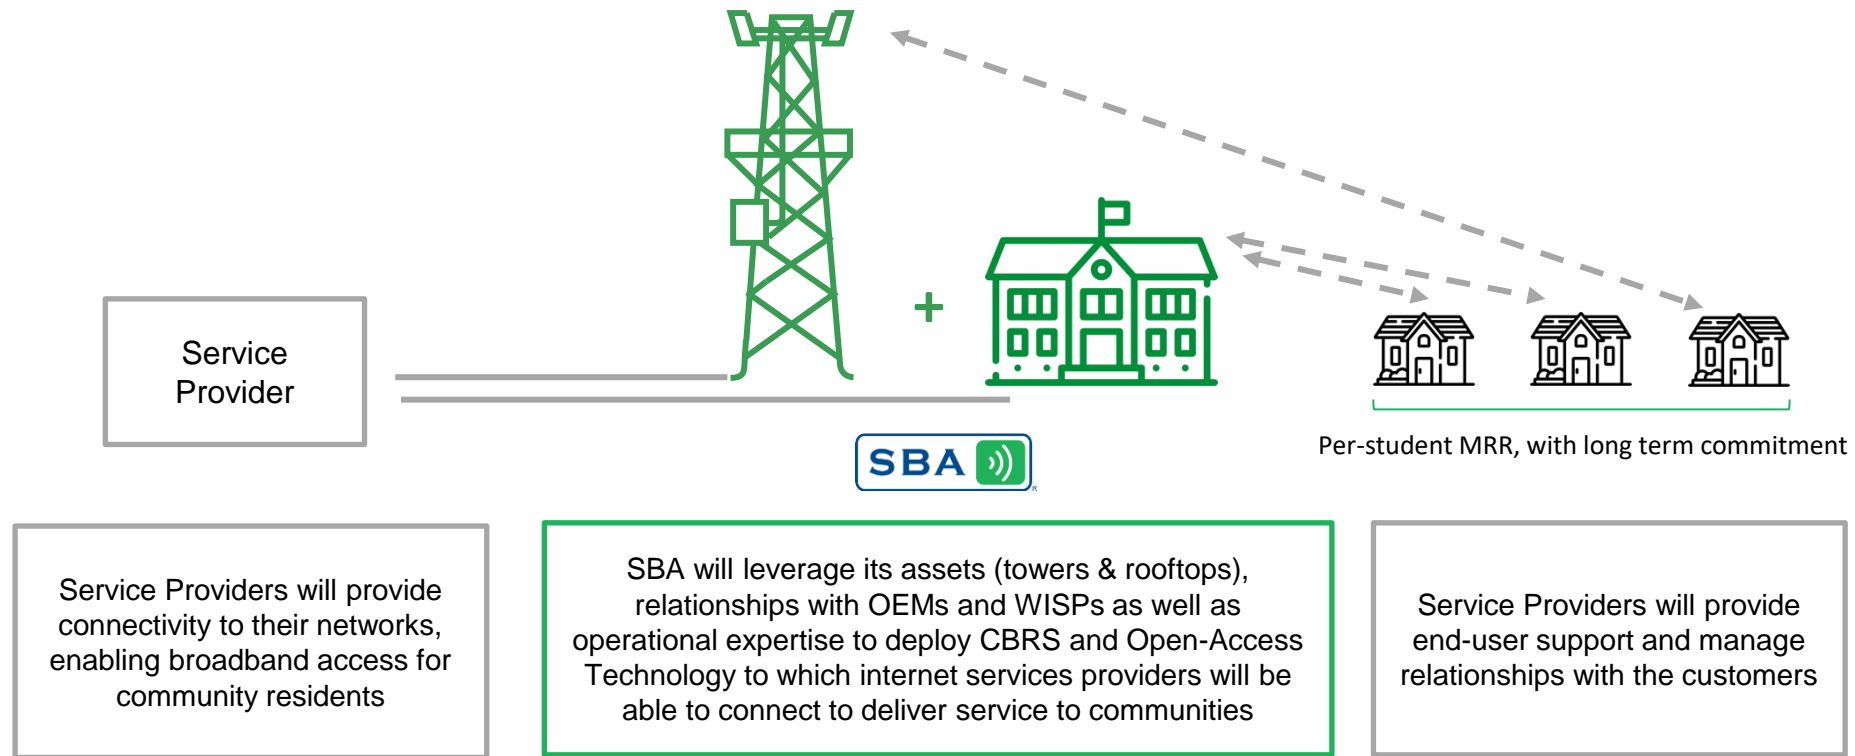 Service
Provider
+
SBA
®
Per-student MRR, with long term commitment
Service Providers will provide
connectivity to their networks,
enabling broadband access for
community residents
SBA will leverage its assets (towers & rooftops),
relationships with OEMs and WISPs as well as
operational expertise to deploy CBRS and Open-Access
Technology to which internet services providers will be
able to connect to deliver service to communities
Service Providers will provide
end-user support and manage
relationships with the customers